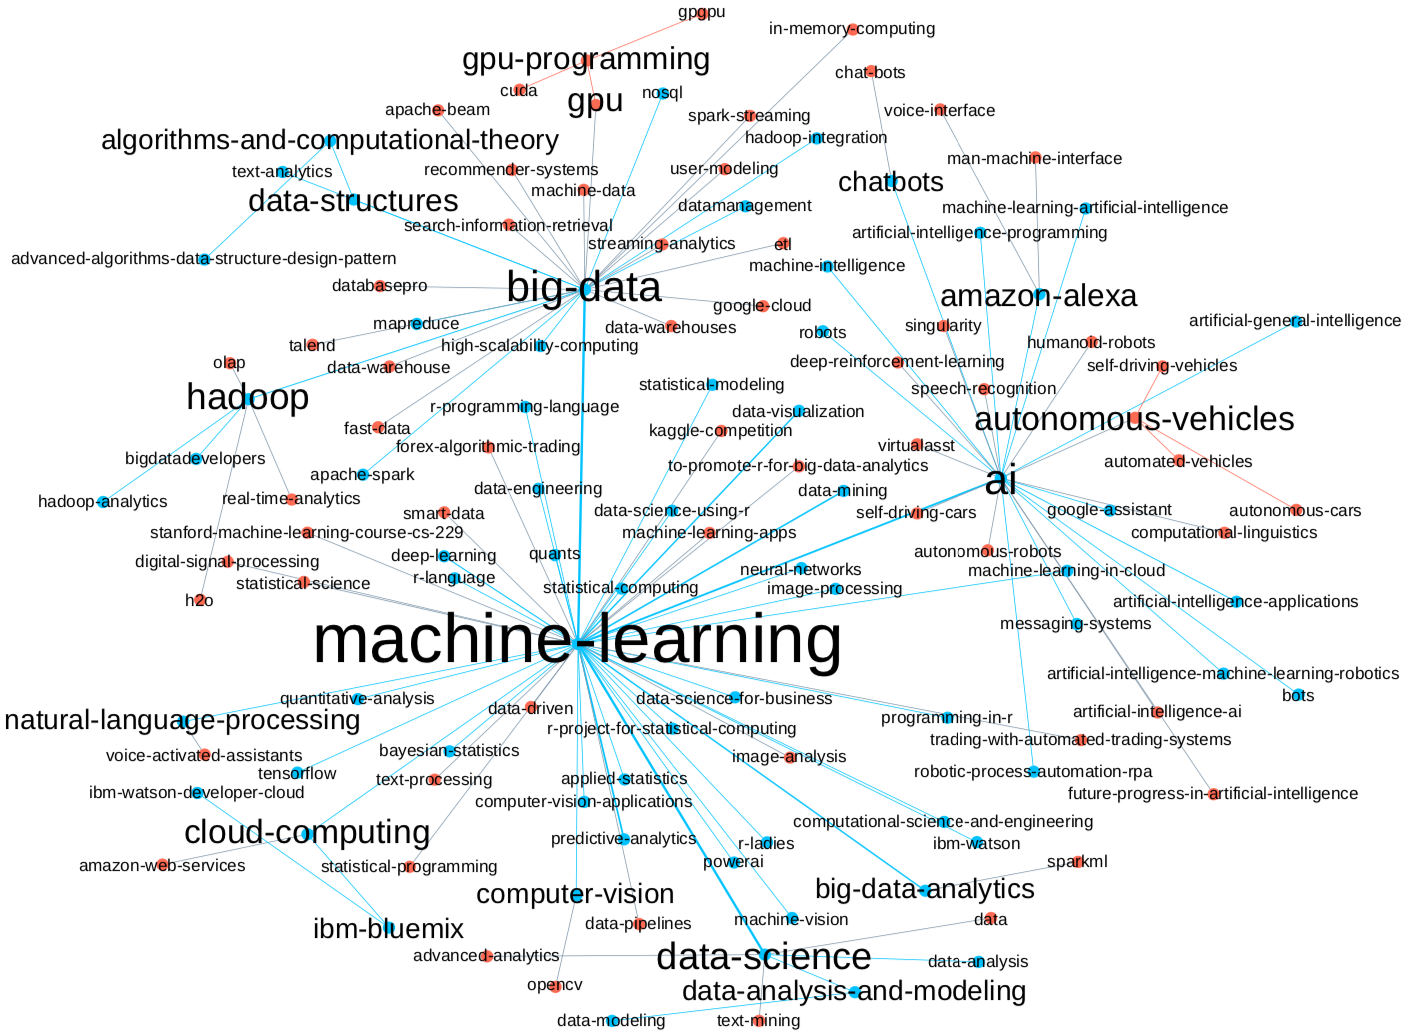 gpgpu
in-memory-computing
gpu-programming
chat-bots
cuda
gpu
nosql
apache-beam
spark-streaming
voice-interface
algorithms-and-computational-theory
hadoop-integration
man-machine-interface
text-analytics
recommender-systems
user-modeling
machine-data
chatbots
data-structures
datamanagement
machine-learning-artificial-intelligence
search-information-retrieval
artificial-intelligence-programming
streaming-analytics
etl
advanced-algorithms-data-structure-design-pattern
machine-intelligence
databasepro
big-data
amazon-alexa
google-cloud
mapreduce
data-warehouses
robots
singularity
artificial-general-intelligence
talend
high-scalability-computing
humanoid-robots
olap
data-warehouse
deep-reinforcement-learning
self-driving-vehicles
hadoop
statistical-modeling
speech-recognition
r-programming-language
data-visualization
autonomous-vehicles
fast-data
kaggle-competition
forex-algorithmic-trading
virtualasst
bigdatadevelopers
apache-spark
to-promote-r-for-big-data-analytics
automated-vehicles
ai
hadoop-analytics
real-time-analytics
data-engineering
data-mining
smart-data
data-science-using-r
self-driving-cars
google-assistant
autonomous-cars
stanford-machine-learning-course-cs-229
machine-learning-apps
computational-linguistics
digital-signal-processing
deep-learning
quants
autonomous-robots
statistical-science
r-language
neural-networks
machine-learning-in-cloud
h2o
statistical-computing
image-processing
artificial-intelligence-applications
machine-learning
messaging-systems
artificial-intelligence-machine-learning-robotics
quantitative-analysis
data-science-for-business
bots
natural-language-processing
data-driven
programming-in-r
artificial-intelligence-ai
r-project-for-statistical-computing
trading-with-automated-trading-systems
voice-activated-assistants
bayesian-statistics
image-analysis
tensorflow
text-processing
applied-statistics
robotic-process-automation-rpa
ibm-watson-developer-cloud
computer-vision-applications
future-progress-in-artificial-intelligence
cloud-computing
predictive-analytics
computational-science-and-engineering
r-ladies
ibm-watson
amazon-web-services
statistical-programming
powerai
sparkml
computer-vision
big-data-analytics
ibm-bluemix
data-pipelines
machine-vision
data
advanced-analytics
data-science
data-analysis
opencv
data-analysis-and-modeling
data-modeling
text-mining